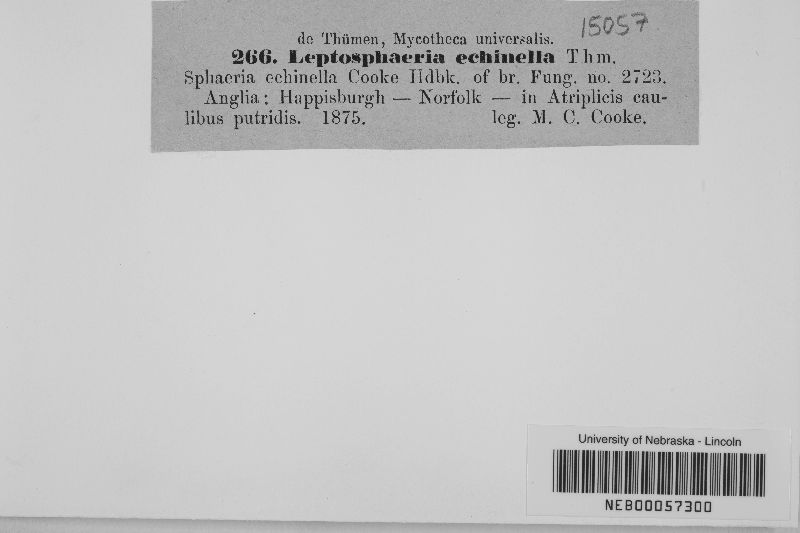 15057
de Thümen, Mycotheca universalis.
266. Leptosphaeria echinella Thm.
Sphaeria echinella Cooke Hdbk. of br. Fung. no. 2723.
Anglia: Happisburgh — Norfolk — in Atriplicis cau-
libus putridis. 1875. leg. M. C. Cooke.
University of Nebraska - Lincoln
NEB00057300